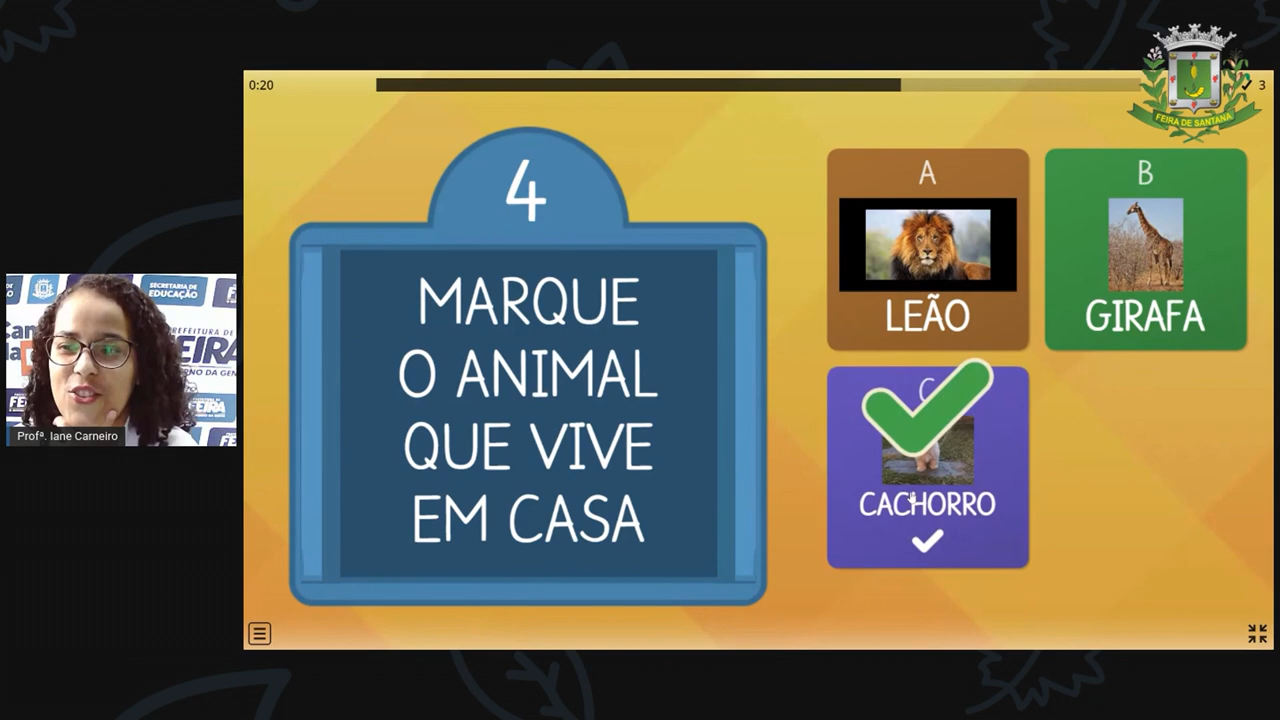 FEIRA DE SANTANA
0:20
3
4
MARQUE
O ANIMAL
QUE VIVE
EM CASA
A
LEÃO
B
GIRAFA
C
CACHORRO
SECRETARIA DE
EDUCAÇÃO
PREFEITURA DE
FEIRA
Profª. Iane Carneiro